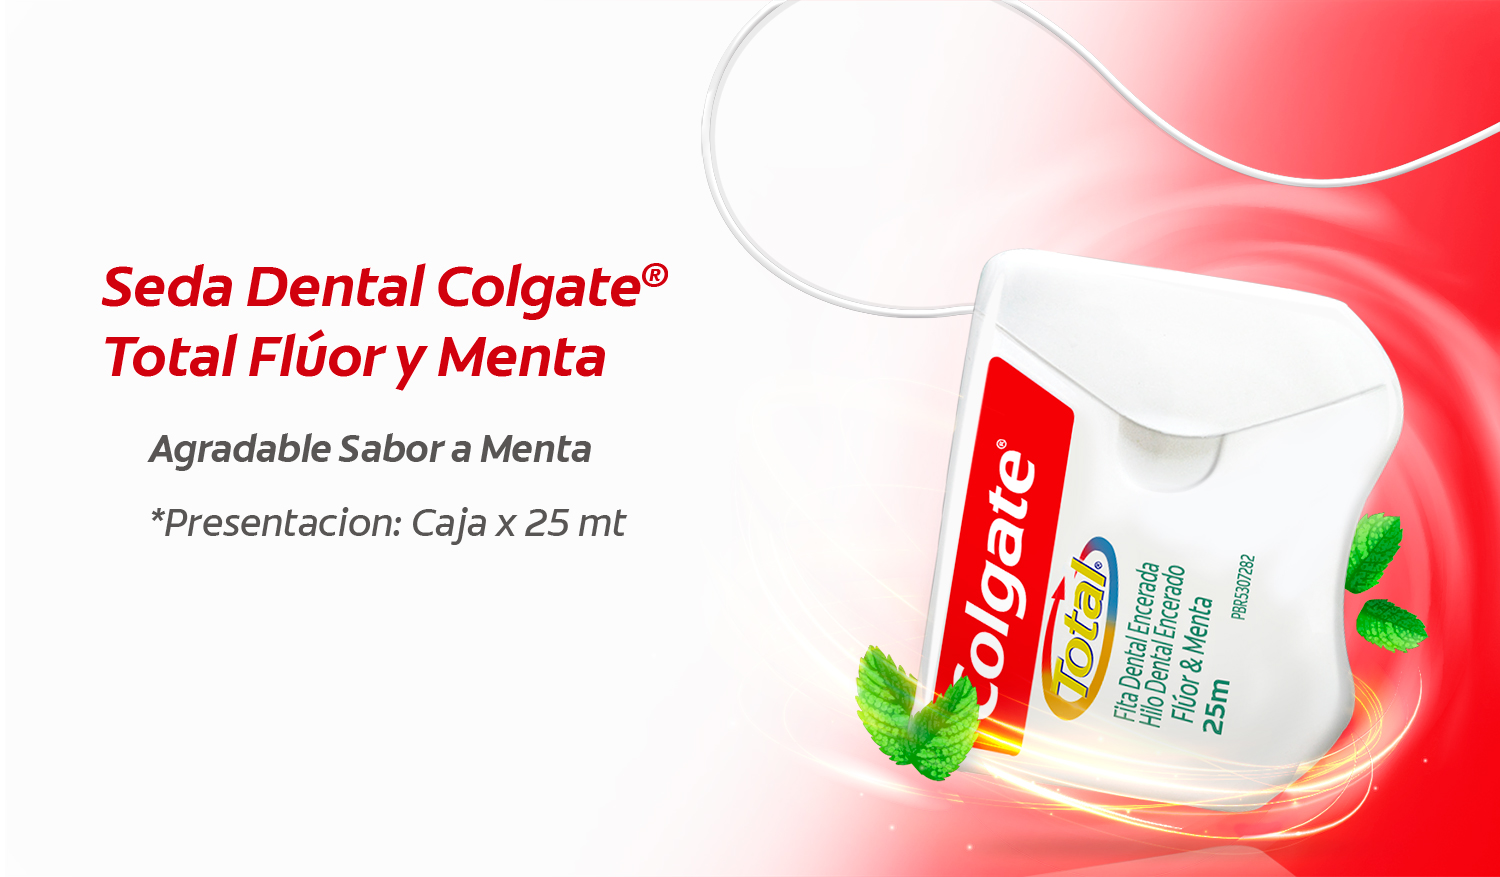 Seda Dental Colgate®
Total Flúor y Menta
Agradable Sabor a Menta
*Presentacion: Caja x 25 mt
Colgate®
Total®
Fita Dental Encerada
Hilo Dental Encerado
Flúor & Menta
25m
PBR5307282